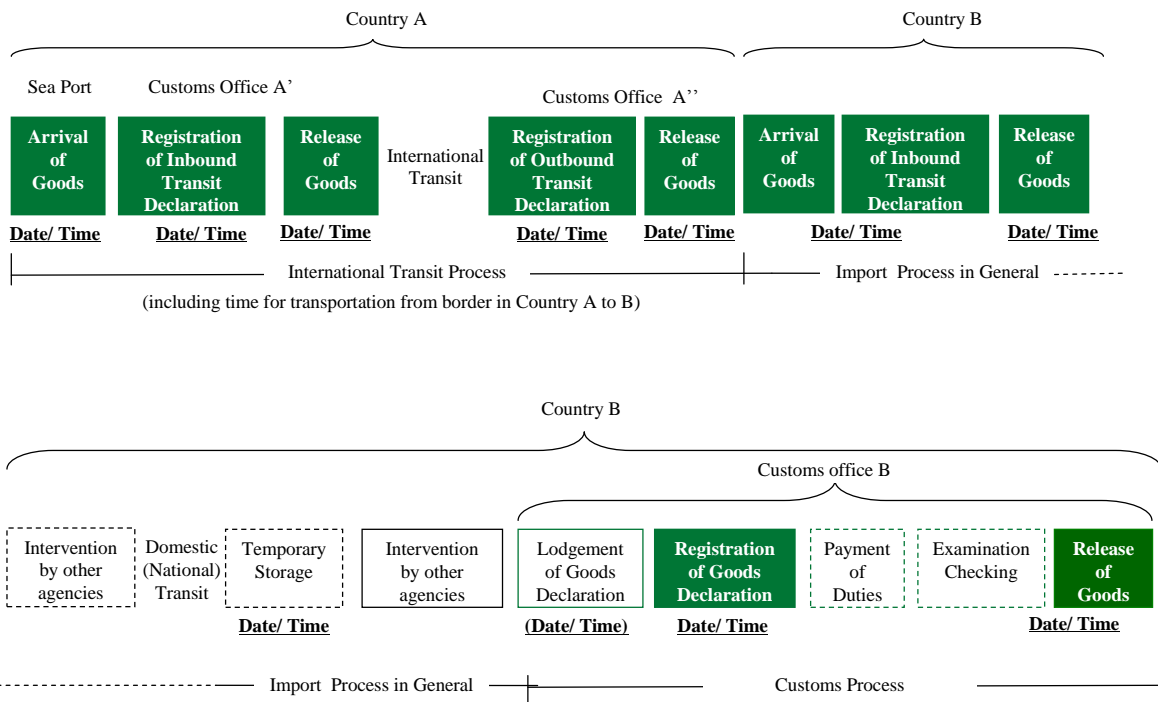 Country A
Country B
Sea Port
Customs Office A’
Customs Office A’’
Arrival
of
Goods
Registration
of Inbound
Transit
Declaration
Release
of
Goods
International
Transit
Registration
of Outbound
Transit
Declaration
Release
of
Goods
Arrival
of
Goods
Registration
of Inbound
Transit
Declaration
Release
of
Goods
Date/ Time
Date/ Time
Date/ Time
Date/ Time
Date/ Time
Date/ Time
Date/ Time
International Transit Process
Import Process in General
(including time for transportation from border in Country A to B)
Country B
Customs office B
Intervention
by other
agencies
Domestic
(National)
Transit
Temporary
Storage
Intervention
by other
agencies
Lodgement
of Goods
Declaration
Registration
of Goods
Declaration
Payment
of
Duties
Examination
Checking
Release
of
Goods
Date/ Time
(Date/ Time)
Date/ Time
Date/ Time
Import Process in General
Customs Process